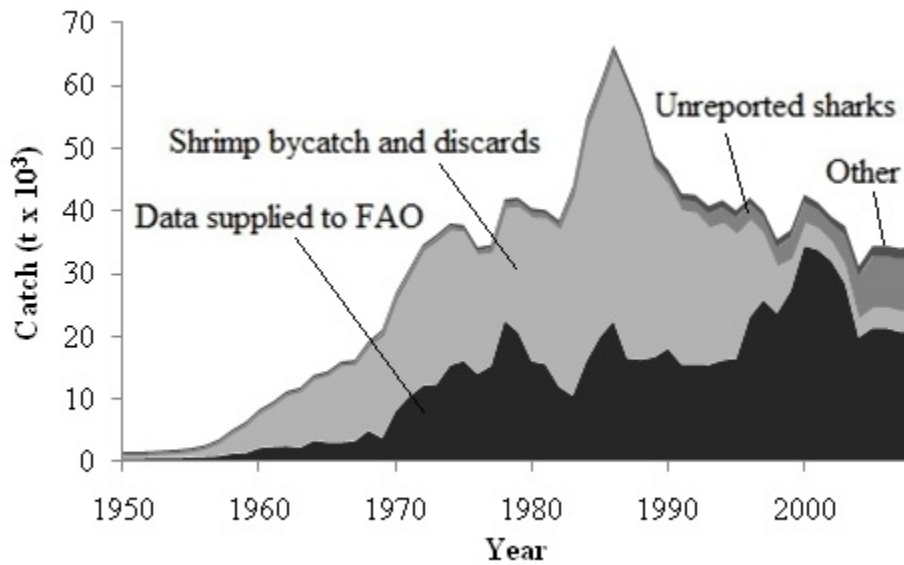 70
60
50
40
30
20
10
0
Catch (t x 10³)
Unreported sharks
Shrimp bycatch and discards
Other
Data supplied to FAO
1950 1960 1970 1980 1990 2000
Year